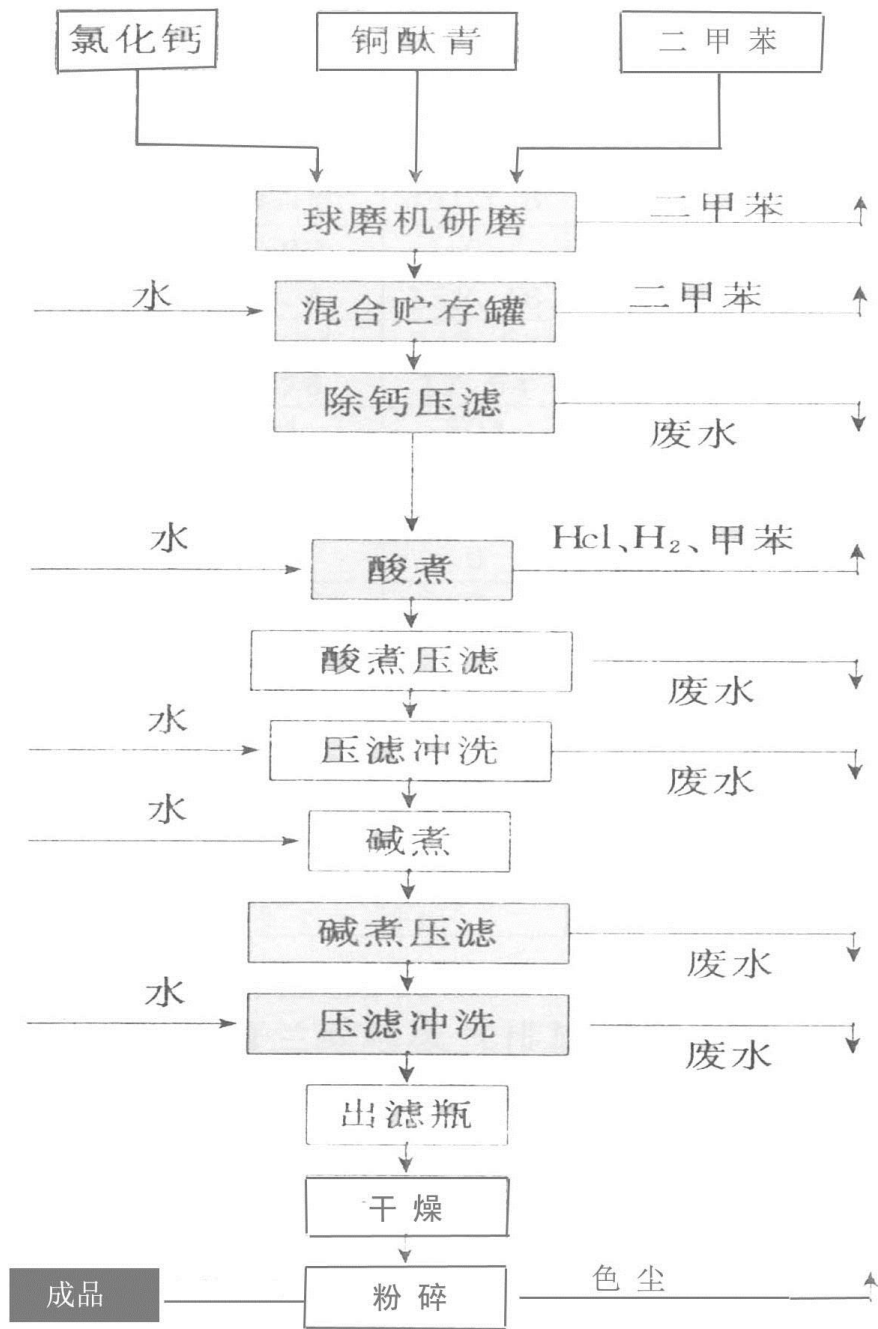 氯化钙
铜酞青
二甲苯
球磨机研磨
二甲苯
水
混合贮存罐
二甲苯
除钙压滤
废水
水
酸煮
Hcl、H₂、甲苯
酸煮压滤
废水
水
压滤冲洗
废水
水
碱煮
碱煮压滤
废水
水
压滤冲洗
废水
出滤瓶
干燥
成品
粉碎
色尘